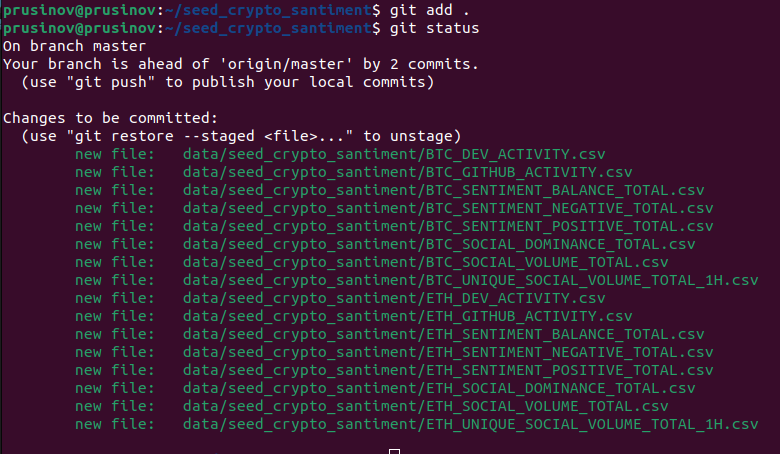 prusinov@prusinov:~/seed_crypto_santiment$ git add .
prusinov@prusinov:~/seed_crypto_santiment$ git status
On branch master
Your branch is ahead of 'origin/master' by 2 commits.
  (use "git push" to publish your local commits)

Changes to be committed:
  (use "git restore --staged <file>..." to unstage)
        new file:   data/seed_crypto_santiment/BTC_DEV_ACTIVITY.csv
        new file:   data/seed_crypto_santiment/BTC_GITHUB_ACTIVITY.csv
        new file:   data/seed_crypto_santiment/BTC_SENTIMENT_BALANCE_TOTAL.csv
        new file:   data/seed_crypto_santiment/BTC_SENTIMENT_NEGATIVE_TOTAL.csv
        new file:   data/seed_crypto_santiment/BTC_SENTIMENT_POSITIVE_TOTAL.csv
        new file:   data/seed_crypto_santiment/BTC_SOCIAL_DOMINANCE_TOTAL.csv
        new file:   data/seed_crypto_santiment/BTC_SOCIAL_VOLUME_TOTAL.csv
        new file:   data/seed_crypto_santiment/BTC_UNIQUE_SOCIAL_VOLUME_TOTAL_1H.csv
        new file:   data/seed_crypto_santiment/ETH_DEV_ACTIVITY.csv
        new file:   data/seed_crypto_santiment/ETH_GITHUB_ACTIVITY.csv
        new file:   data/seed_crypto_santiment/ETH_SENTIMENT_BALANCE_TOTAL.csv
        new file:   data/seed_crypto_santiment/ETH_SENTIMENT_NEGATIVE_TOTAL.csv
        new file:   data/seed_crypto_santiment/ETH_SENTIMENT_POSITIVE_TOTAL.csv
        new file:   data/seed_crypto_santiment/ETH_SOCIAL_DOMINANCE_TOTAL.csv
        new file:   data/seed_crypto_santiment/ETH_SOCIAL_VOLUME_TOTAL.csv
        new file:   data/seed_crypto_santiment/ETH_UNIQUE_SOCIAL_VOLUME_TOTAL_1H.csv